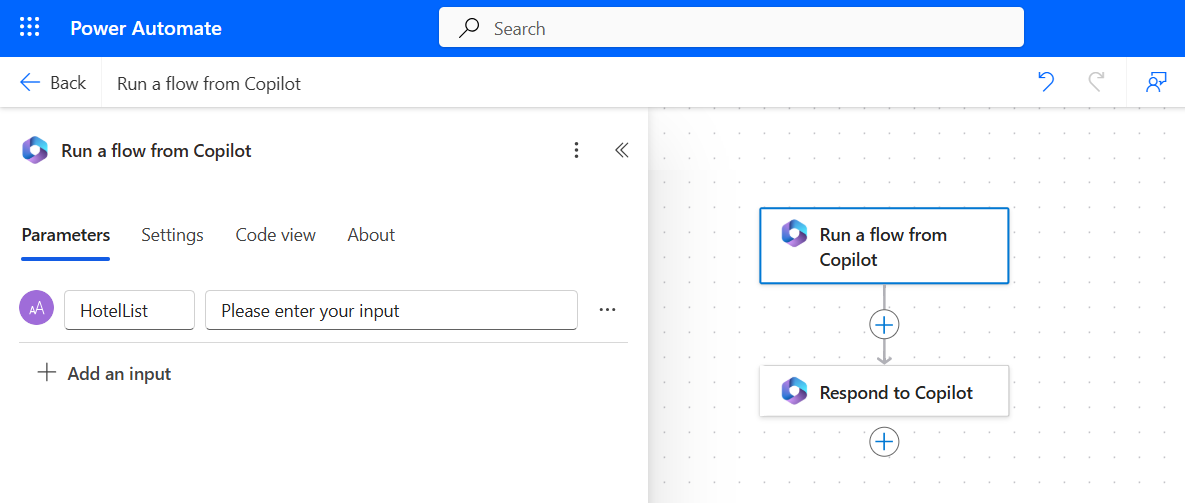 Power Automate
Search
Back
Run a flow from Copilot
Run a flow from Copilot
Parameters
Settings
Code view
About
AA
HotelList
Please enter your input
Add an input
Run a flow from
Copilot
Respond to Copilot